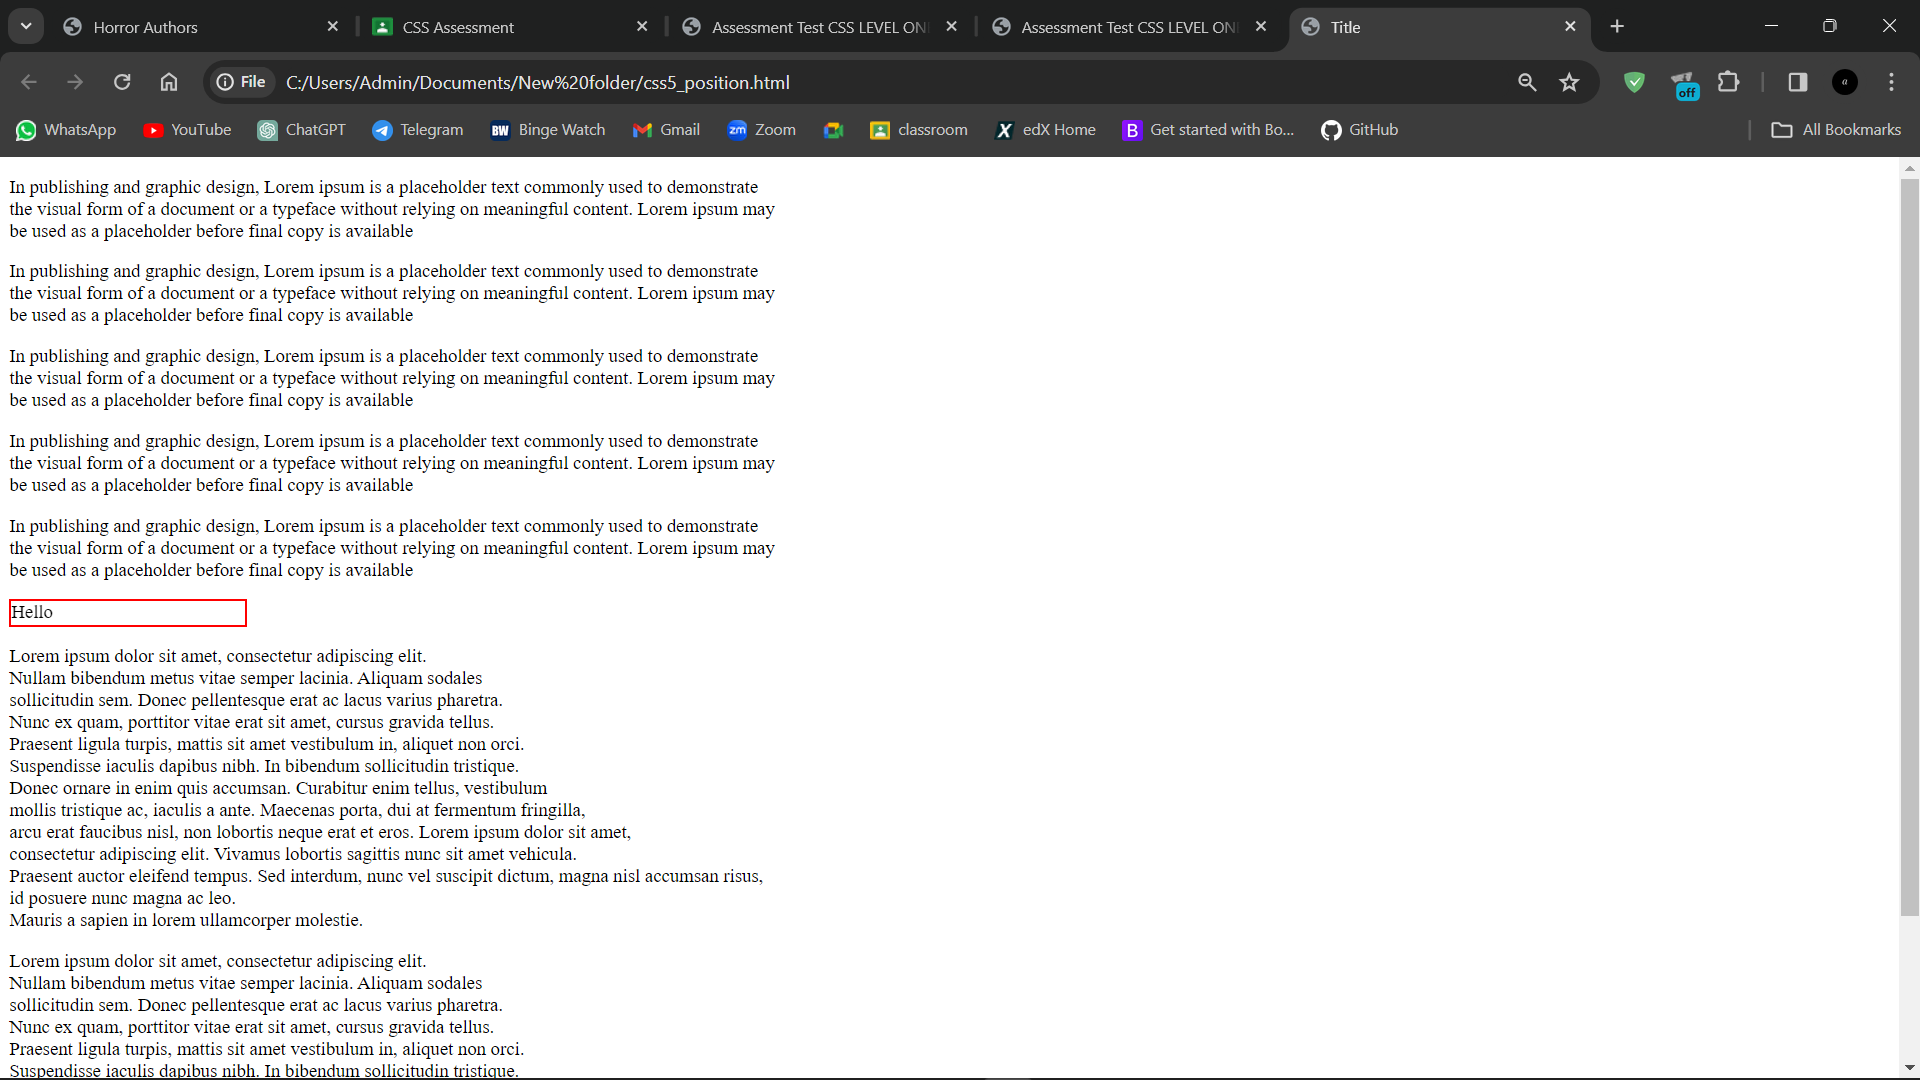 Horror Authors
CSS Assessment
Assessment Test CSS LEVEL ON
Assessment Test CSS LEVEL ON
Title
File
C:/Users/Admin/Documents/New%20folder/css5_position.html
off
a
WhatsApp
YouTube
ChatGPT
Telegram
BW Binge Watch
Gmail
zm Zoom
classroom
X edX Home
B Get started with Bo...
GitHub
All Bookmarks
In publishing and graphic design, Lorem ipsum is a placeholder text commonly used to demonstrate
the visual form of a document or a typeface without relying on meaningful content. Lorem ipsum may
be used as a placeholder before final copy is available
In publishing and graphic design, Lorem ipsum is a placeholder text commonly used to demonstrate
the visual form of a document or a typeface without relying on meaningful content. Lorem ipsum may
be used as a placeholder before final copy is available
In publishing and graphic design, Lorem ipsum is a placeholder text commonly used to demonstrate
the visual form of a document or a typeface without relying on meaningful content. Lorem ipsum may
be used as a placeholder before final copy is available
In publishing and graphic design, Lorem ipsum is a placeholder text commonly used to demonstrate
the visual form of a document or a typeface without relying on meaningful content. Lorem ipsum may
be used as a placeholder before final copy is available
In publishing and graphic design, Lorem ipsum is a placeholder text commonly used to demonstrate
the visual form of a document or a typeface without relying on meaningful content. Lorem ipsum may
be used as a placeholder before final copy is available
Hello
Lorem ipsum dolor sit amet, consectetur adipiscing elit.
Nullam bibendum metus vitae semper lacinia. Aliquam sodales
sollicitudin sem. Donec pellentesque erat ac lacus varius pharetra.
Nunc ex quam, porttitor vitae erat sit amet, cursus gravida tellus.
Praesent ligula turpis, mattis sit amet vestibulum in, aliquet non orci.
Suspendisse iaculis dapibus nibh. In bibendum sollicitudin tristique.
Donec ornare in enim quis accumsan. Curabitur enim tellus, vestibulum
mollis tristique ac, iaculis a ante. Maecenas porta, dui at fermentum fringilla,
arcu erat faucibus nisl, non lobortis neque erat et eros. Lorem ipsum dolor sit amet,
consectetur adipiscing elit. Vivamus lobortis sagittis nunc sit amet vehicula.
Praesent auctor eleifend tempus. Sed interdum, nunc vel suscipit dictum, magna nisl accumsan risus,
id posuere nunc magna ac leo.
Mauris a sapien in lorem ullamcorper molestie.
Lorem ipsum dolor sit amet, consectetur adipiscing elit.
Nullam bibendum metus vitae semper lacinia. Aliquam sodales
sollicitudin sem. Donec pellentesque erat ac lacus varius pharetra.
Nunc ex quam, porttitor vitae erat sit amet, cursus gravida tellus.
Praesent ligula turpis, mattis sit amet vestibulum in, aliquet non orci.
Suspendisse iaculis dapibus nibh. In bibendum sollicitudin tristique.